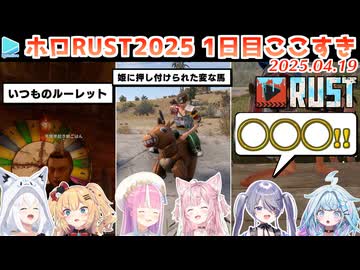 ホロRUST2025 1日目ここすき
2025.04.19
いつものルーレット
姫に押し付けられた変な馬
RUST
◯◯◯!!